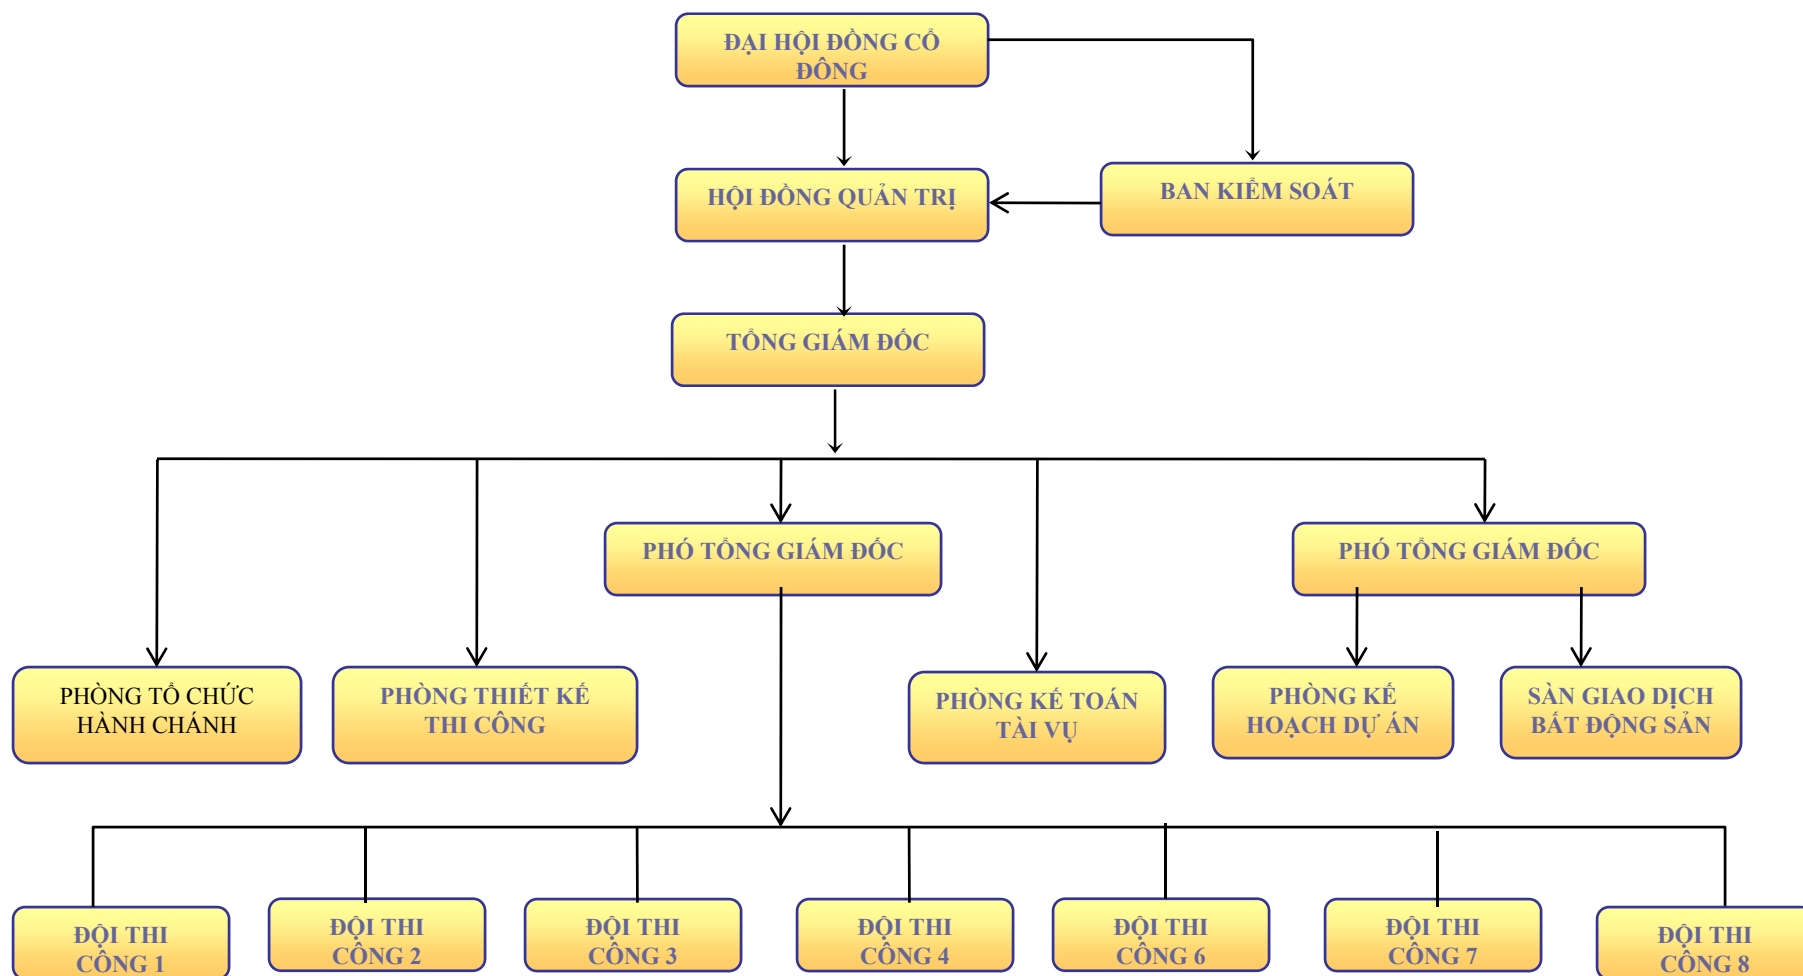 ĐẠI HỘI ĐỒNG CỔ
ĐÔNG
HỘI ĐỒNG QUẢN TRỊ
BAN KIỂM SOÁT
TỔNG GIÁM ĐỐC
PHÓ TỔNG GIÁM ĐỐC
PHÓ TỔNG GIÁM ĐỐC
PHÒNG TỔ CHỨC
HÀNH CHÁNH
PHÒNG THIẾT KẾ
THI CÔNG
PHÒNG KẾ TOÁN
TÀI VỤ
PHÒNG KẾ
HOẠCH DỰ ÁN
SÀN GIAO DỊCH
BẤT ĐỘNG SẢN
ĐỘI THI
CÔNG 1
ĐỘI THI
CÔNG 2
ĐỘI THI
CÔNG 3
ĐỘI THI
CÔNG 4
ĐỘI THI
CÔNG 6
ĐỘI THI
CÔNG 7
ĐỘI THI
CÔNG 8